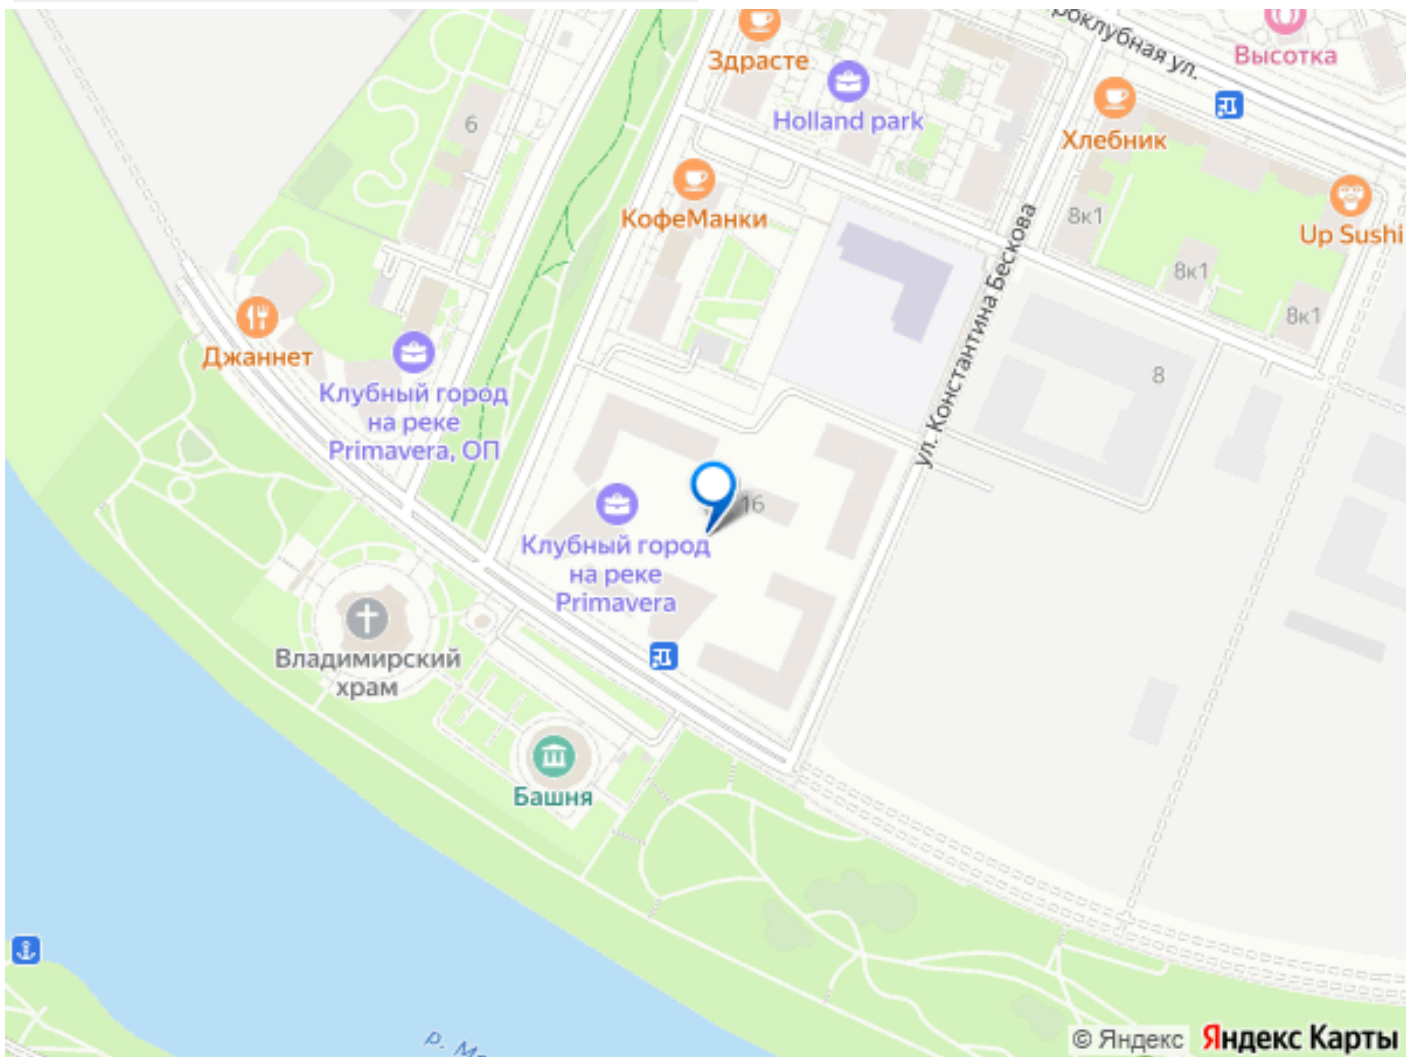 Здрасте
Высотка
роклубная ул.
Holland park
Хлебник
6
КофеМанки
8к1
Up Sushi
8к1
8к1
ул. Константина Бескова
Джаннет
Клубный город
на реке
Primavera, ОП
8
16
Клубный город
на реке
Primavera
Владимирский
храм
Башня
р. Мо
© Яндекс
Яндекс Карты